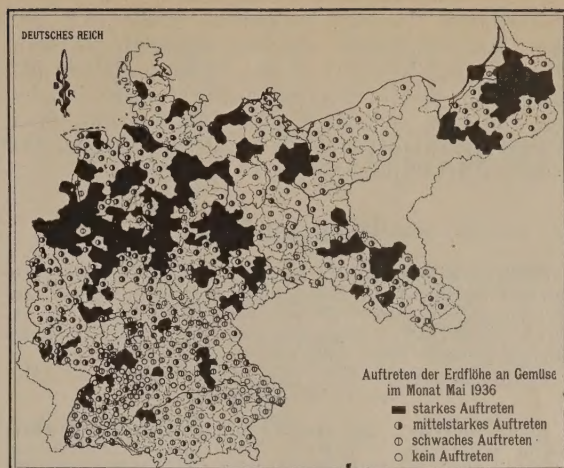 DEUTSCHES REICH
Auftreten der Erdflöhe an Gemüse
im Monat Mai 1936
starkes Auftreten
mittelstarkes Auftreten
schwaches Auftreten
kein Auftreten